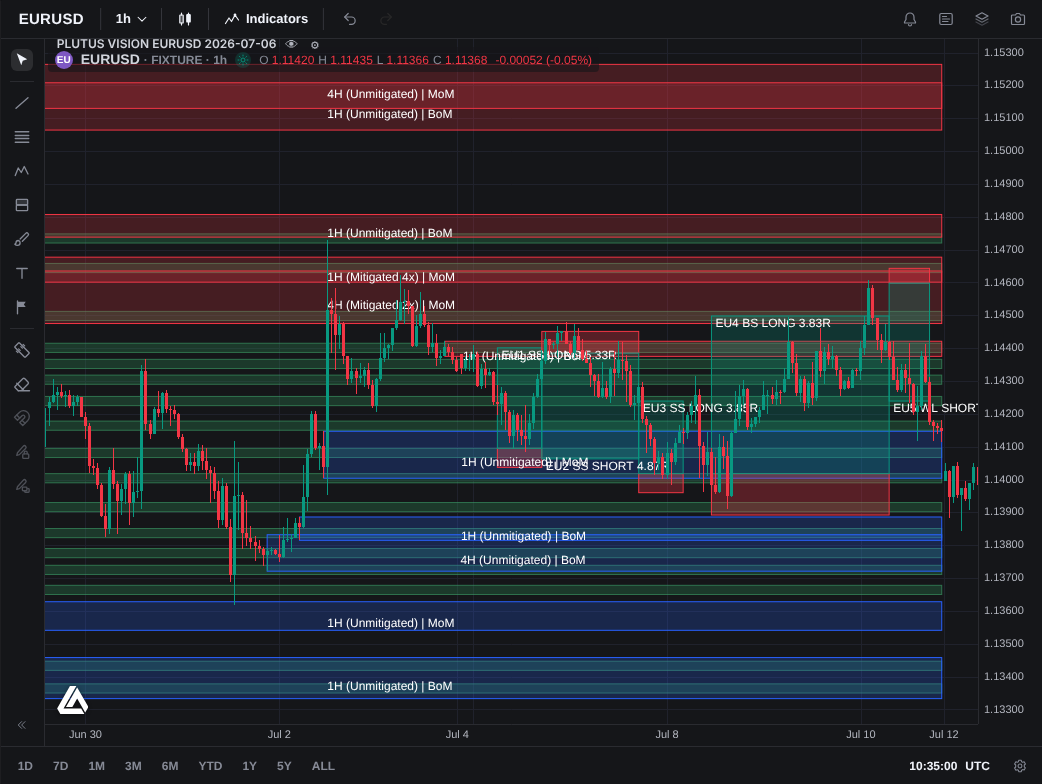 EURUSD 1h Indicators
PLUTUS VISION EURUSD 2026-07-06
EU EURUSD · FIXTURE · 1h O 1.11420 H 1.11435 L 1.11366 C 1.11368 -0.00052 (-0.05%)
1.15300
1.15200
4H (Unmitigated) | MoM
1H (Unmitigated) | BoM
1.15100
1.15000
1.14900
1.14800
1H (Unmitigated) | BoM
1.14700
1H (Mitigated 4x) | MoM
1.14600
4H (Mitigated 2x) | MoM
1.14500
EU4 BS LONG 3.83R
1.14400
1.14300
EU3 SS LONG 3.85R
1.14200
1.14100
1H (Unmitigated) | MoM
EU2 SS SHORT 4.87R
1.14000
1.13900
1H (Unmitigated) | BoM
1.13800
4H (Unmitigated) | BoM
1.13700
1.13600
1H (Unmitigated) | MoM
1.13500
1.13400
1H (Unmitigated) | BoM
1.13300
Jun 30 Jul 2 Jul 4 Jul 8 Jul 10 Jul 12
1D 7D 1M 3M 6M YTD 1Y 5Y ALL 10:35:00 UTC